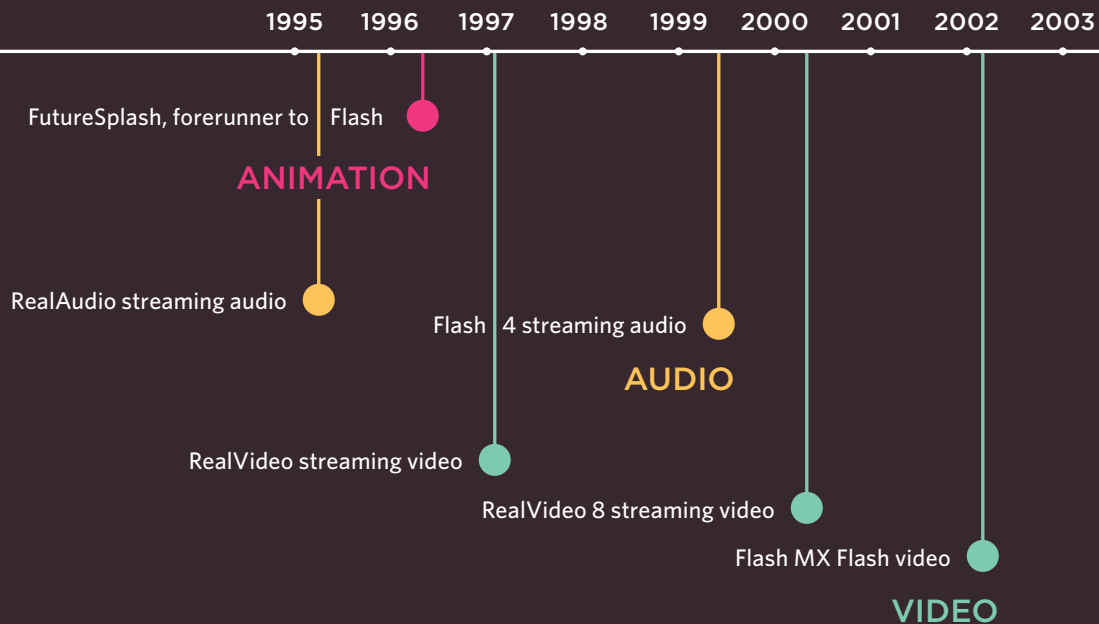 1995 1996 1997 1998 1999 2000 2001 2002 2003
FutureSplash, forerunner to Flash
ANIMATION
RealAudio streaming audio
Flash 4 streaming audio
AUDIO
RealVideo streaming video
RealVideo 8 streaming video
Flash MX Flash video
VIDEO